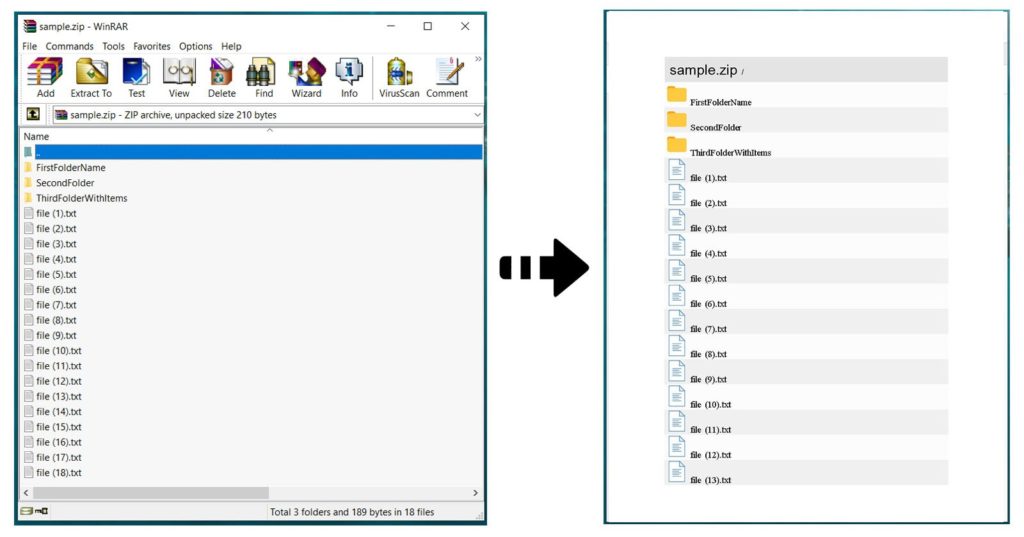 sample.zip - WinRAR
File Commands Tools Favorites Options Help
Add Extract To Test View Delete Find Wizard Info VirusScan Comment »
sample.zip - ZIP archive, unpacked size 210 bytes
Name
..
FirstFolderName
SecondFolder
ThirdFolderWithItems
file (1).txt
file (2).txt
file (3).txt
file (4).txt
file (5).txt
file (6).txt
file (7).txt
file (8).txt
file (9).txt
file (10).txt
file (11).txt
file (12).txt
file (13).txt
file (14).txt
file (15).txt
file (16).txt
file (17).txt
file (18).txt
Total 3 folders and 189 bytes in 18 files
sample.zip /
FirstFolderName
SecondFolder
ThirdFolderWithItems
file (1).txt
file (2).txt
file (3).txt
file (4).txt
file (5).txt
file (6).txt
file (7).txt
file (8).txt
file (9).txt
file (10).txt
file (11).txt
file (12).txt
file (13).txt